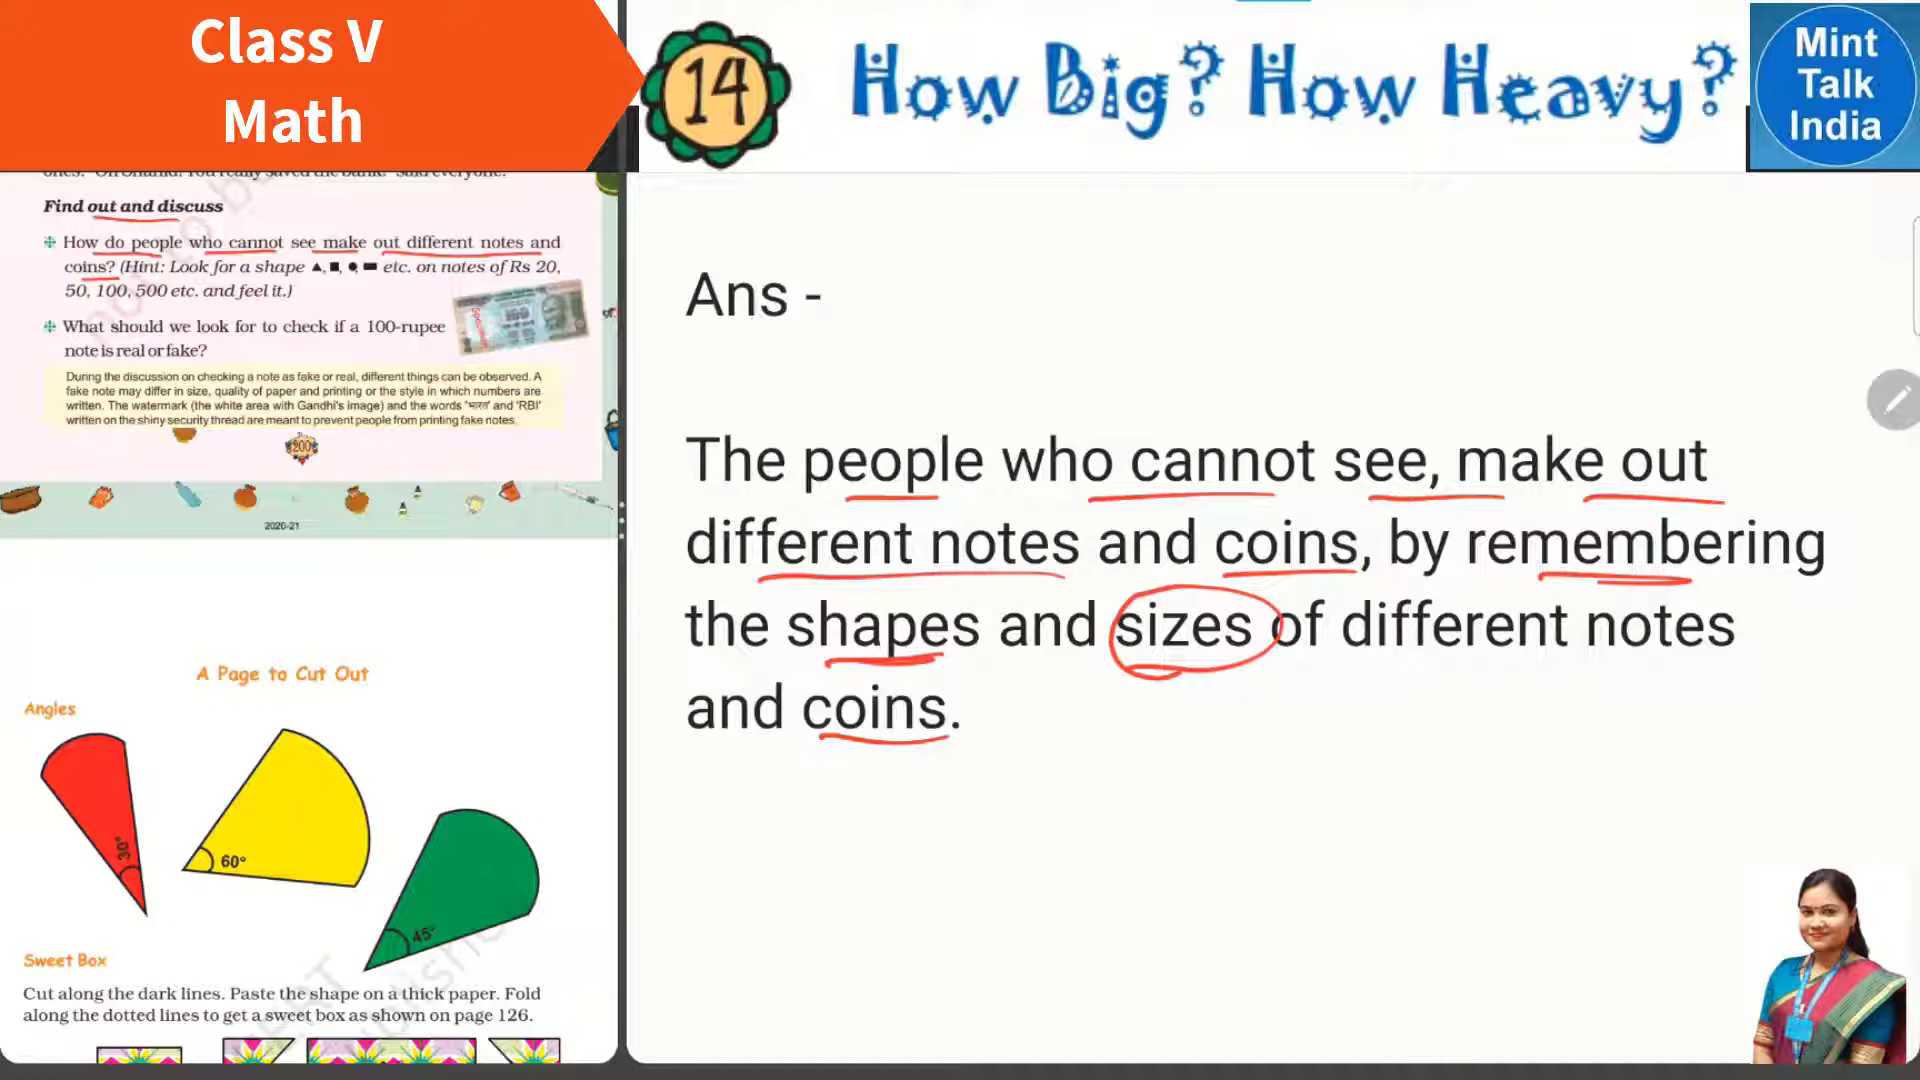 Class V
Math
14
How Big? How Heavy?
Mint
Talk
India
Find out and discuss
How do people who cannot see make out different notes and
coins? (Hint: Look for a shape ▲, ■, ●, ▬ etc. on notes of Rs 20,
50, 100, 500 etc. and feel it.)
What should we look for to check if a 100-rupee
note is real or fake?
During the discussion on checking a note as fake or real, different things can be observed. A
fake note may differ in size, quality of paper and printing or the style in which numbers are
written. The watermark (the white area with Gandhi's image) and the words 'भारत' and 'RBI'
written on the shiny security thread are meant to prevent people from printing fake notes.
200
2020-21
A Page to Cut Out
Angles
30°
60°
45°
Sweet Box
Cut along the dark lines. Paste the shape on a thick paper. Fold
along the dotted lines to get a sweet box as shown on page 126.
Ans -
The people who cannot see, make out
different notes and coins, by remembering
the shapes and sizes of different notes
and coins.